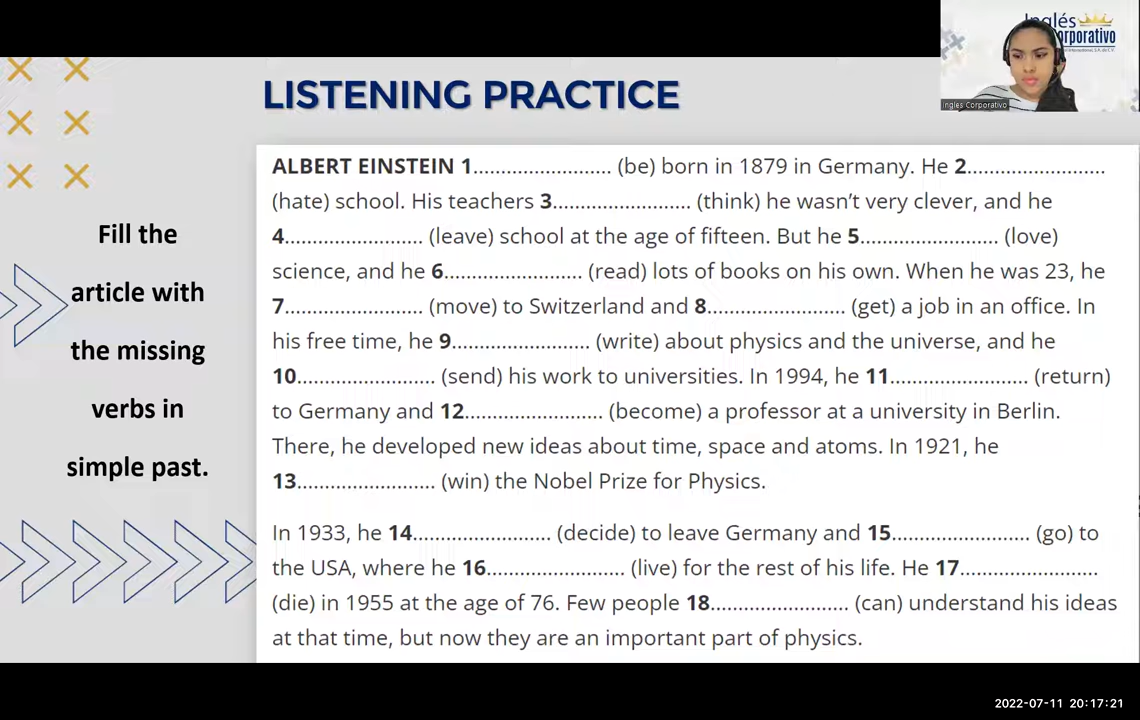 Inglés
Corporativo
Ingles Corporativo
LISTENING PRACTICE
Fill the
article with
the missing
verbs in
simple past.
ALBERT EINSTEIN 1........................ (be) born in 1879 in Germany. He 2........................
(hate) school. His teachers 3........................ (think) he wasn't very clever, and he
4........................ (leave) school at the age of fifteen. But he 5........................ (love)
science, and he 6........................ (read) lots of books on his own. When he was 23, he
7........................ (move) to Switzerland and 8........................ (get) a job in an office. In
his free time, he 9........................ (write) about physics and the universe, and he
10........................ (send) his work to universities. In 1994, he 11........................ (return)
to Germany and 12........................ (become) a professor at a university in Berlin.
There, he developed new ideas about time, space and atoms. In 1921, he
13........................ (win) the Nobel Prize for Physics.
In 1933, he 14........................ (decide) to leave Germany and 15........................ (go) to
the USA, where he 16........................ (live) for the rest of his life. He 17........................
(die) in 1955 at the age of 76. Few people 18........................ (can) understand his ideas
at that time, but now they are an important part of physics.
2022-07-11 20:17:21